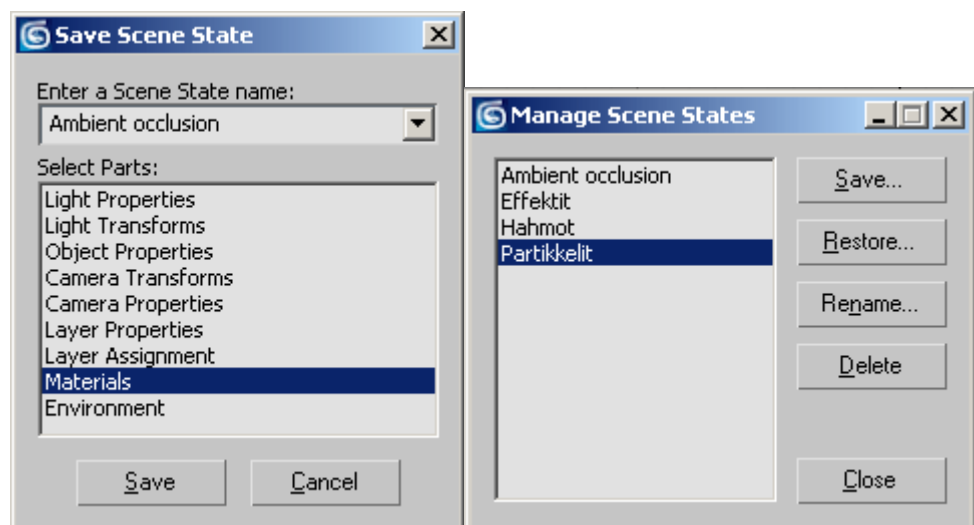 Save Scene State
Enter a Scene State name:
Ambient occlusion
Select Parts:
Light Properties
Light Transforms
Object Properties
Camera Transforms
Camera Properties
Layer Properties
Layer Assignment
Materials
Environment
Save
Cancel
Manage Scene States
Ambient occlusion
Effektit
Hahmot
Partikkelit
Save...
Restore...
Rename...
Delete
Close